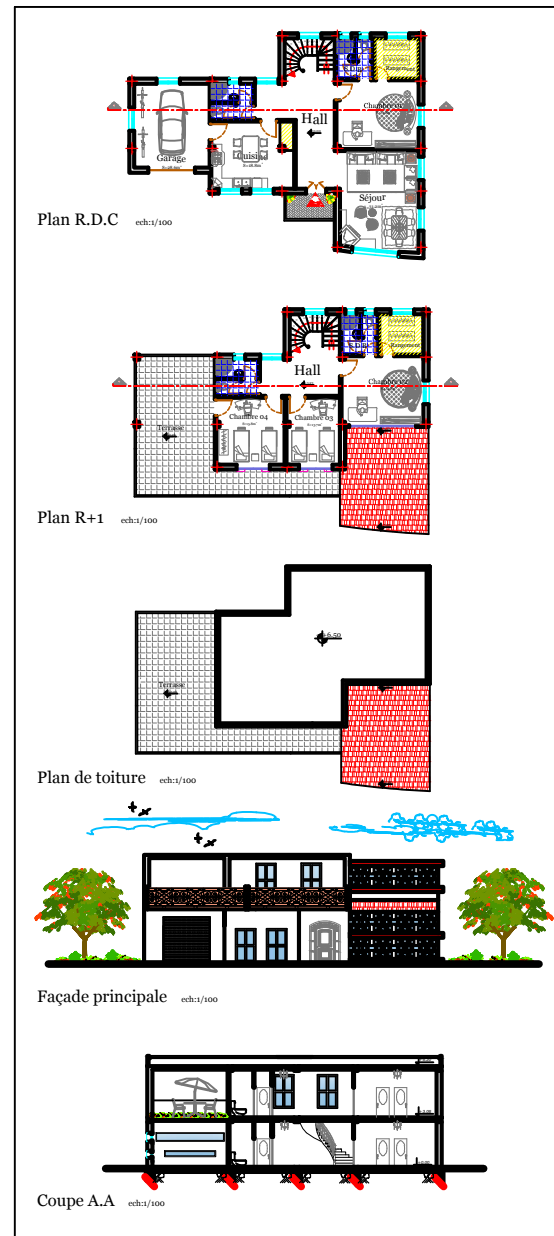 Rangement
Chambre 01
Hall
Garage
Cuisine
Séjour
Plan R.D.C ech:1/100
Rangement
Hall
Chambre 02
Chambre 04
Chambre 03
Terrasse
Plan R+1 ech:1/100
+6.50
Terrasse
Plan de toiture ech:1/100
Façade principale ech:1/100
Coupe A.A ech:1/100